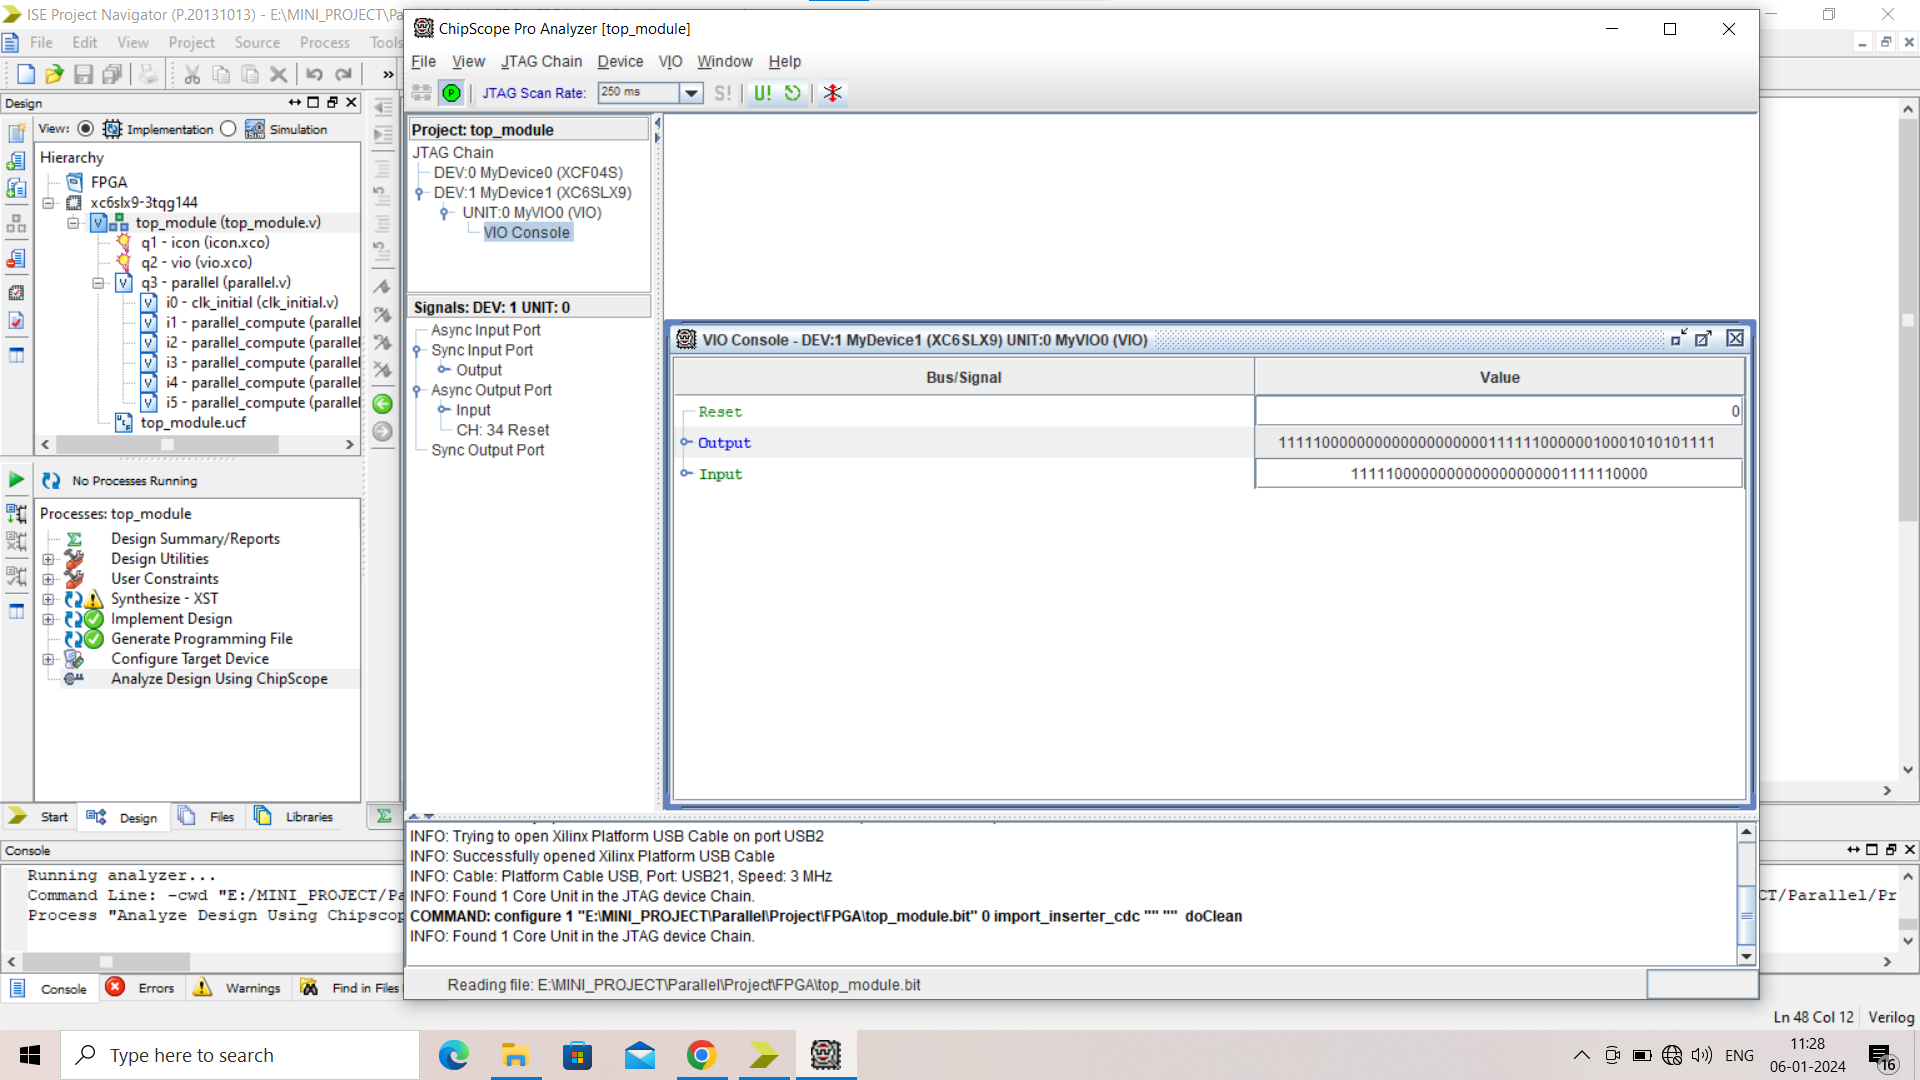 ISE Project Navigator (P.20131013) - E:\MINI_PROJECT\Pa
File Edit View Project Source Process Tools
Design
View: Implementation Simulation
Hierarchy
FPGA
xc6slx9-3tqg144
top_module (top_module.v)
q1 - icon (icon.xco)
q2 - vio (vio.xco)
q3 - parallel (parallel.v)
i0 - clk_initial (clk_initial.v)
i1 - parallel_compute (parallel
i2 - parallel_compute (parallel
i3 - parallel_compute (parallel
i4 - parallel_compute (parallel
i5 - parallel_compute (parallel
top_module.ucf
No Processes Running
Processes: top_module
Design Summary/Reports
Design Utilities
User Constraints
Synthesize - XST
Implement Design
Generate Programming File
Configure Target Device
Analyze Design Using ChipScope
Start Design Files Libraries
Console
Running analyzer...
Command Line: -cwd "E:/MINI_PROJECT/Pa
Process "Analyze Design Using Chipscop
CT/Parallel/Pr
Console Errors Warnings Find in Files
ChipScope Pro Analyzer [top_module]
File View JTAG Chain Device VIO Window Help
JTAG Scan Rate: 250 ms S! U!
Project: top_module
JTAG Chain
DEV:0 MyDevice0 (XCF04S)
DEV:1 MyDevice1 (XC6SLX9)
UNIT:0 MyVIO0 (VIO)
VIO Console
Signals: DEV: 1 UNIT: 0
Async Input Port
Sync Input Port
Output
Async Output Port
Input
CH: 34 Reset
Sync Output Port
VIO Console - DEV:1 MyDevice1 (XC6SLX9) UNIT:0 MyVIO0 (VIO)
Bus/Signal Value
Reset 0
Output
Input
INFO: Trying to open Xilinx Platform USB Cable on port USB2
INFO: Successfully opened Xilinx Platform USB Cable
INFO: Cable: Platform Cable USB, Port: USB21, Speed: 3 MHz
INFO: Found 1 Core Unit in the JTAG device Chain.
COMMAND: configure 1 "E:\MINI_PROJECT\Parallel\Project\FPGA\top_module.bit" 0 import_inserter_cdc "" "" doClean
INFO: Found 1 Core Unit in the JTAG device Chain.
Reading file: E:\MINI_PROJECT\Parallel\Project\FPGA\top_module.bit
Ln 48 Col 12 Verilog
Type here to search
ENG
11:28
06-01-2024
16